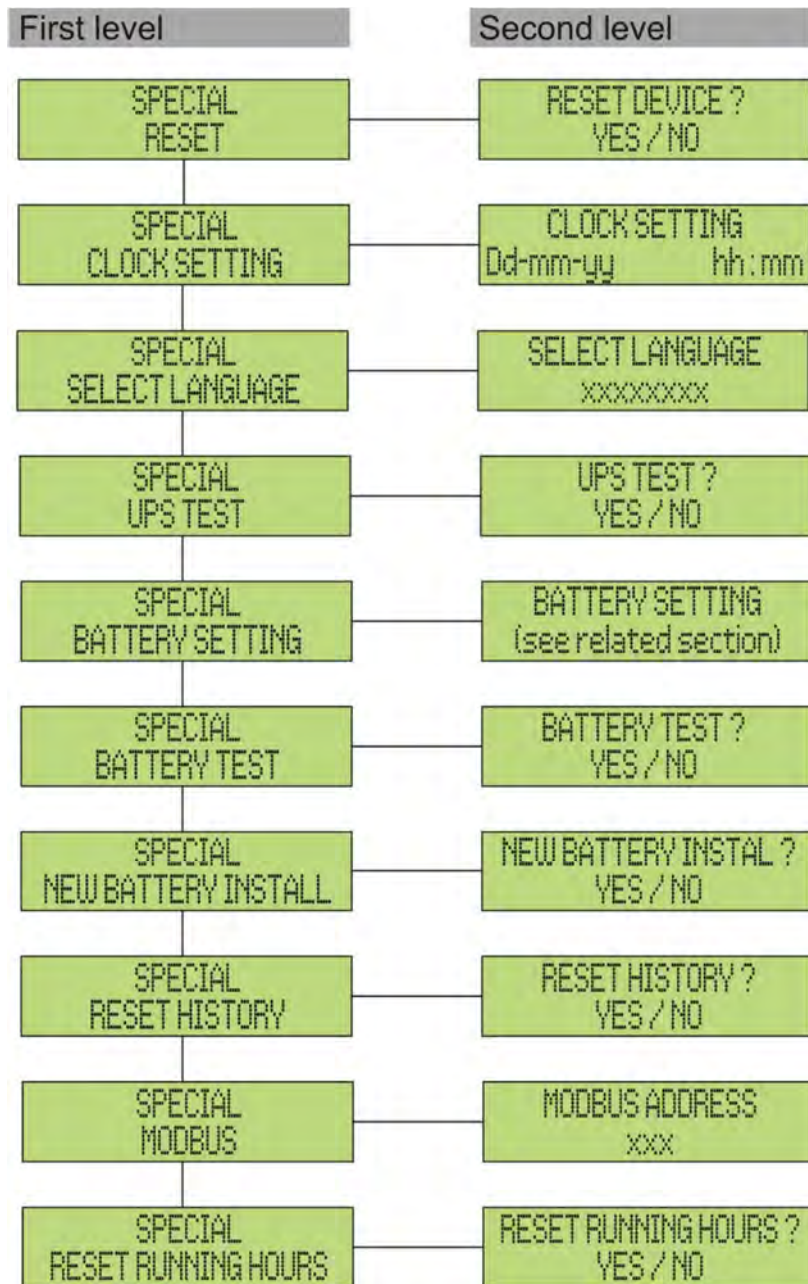 First level
Second level
SPECIAL
RESET
RESET DEVICE ?
YES / NO
SPECIAL
CLOCK SETTING
CLOCK SETTING
Dd-mm-yy hh:mm
SPECIAL
SELECT LANGUAGE
SELECT LANGUAGE
xxxxxxxx
SPECIAL
UPS TEST
UPS TEST ?
YES / NO
SPECIAL
BATTERY SETTING
BATTERY SETTING
(see related section)
SPECIAL
BATTERY TEST
BATTERY TEST ?
YES / NO
SPECIAL
NEW BATTERY INSTALL
NEW BATTERY INSTAL ?
YES / NO
SPECIAL
RESET HISTORY
RESET HISTORY ?
YES / NO
SPECIAL
MODBUS
MODBUS ADDRESS
xxx
SPECIAL
RESET RUNNING HOURS
RESET RUNNING HOURS ?
YES / NO